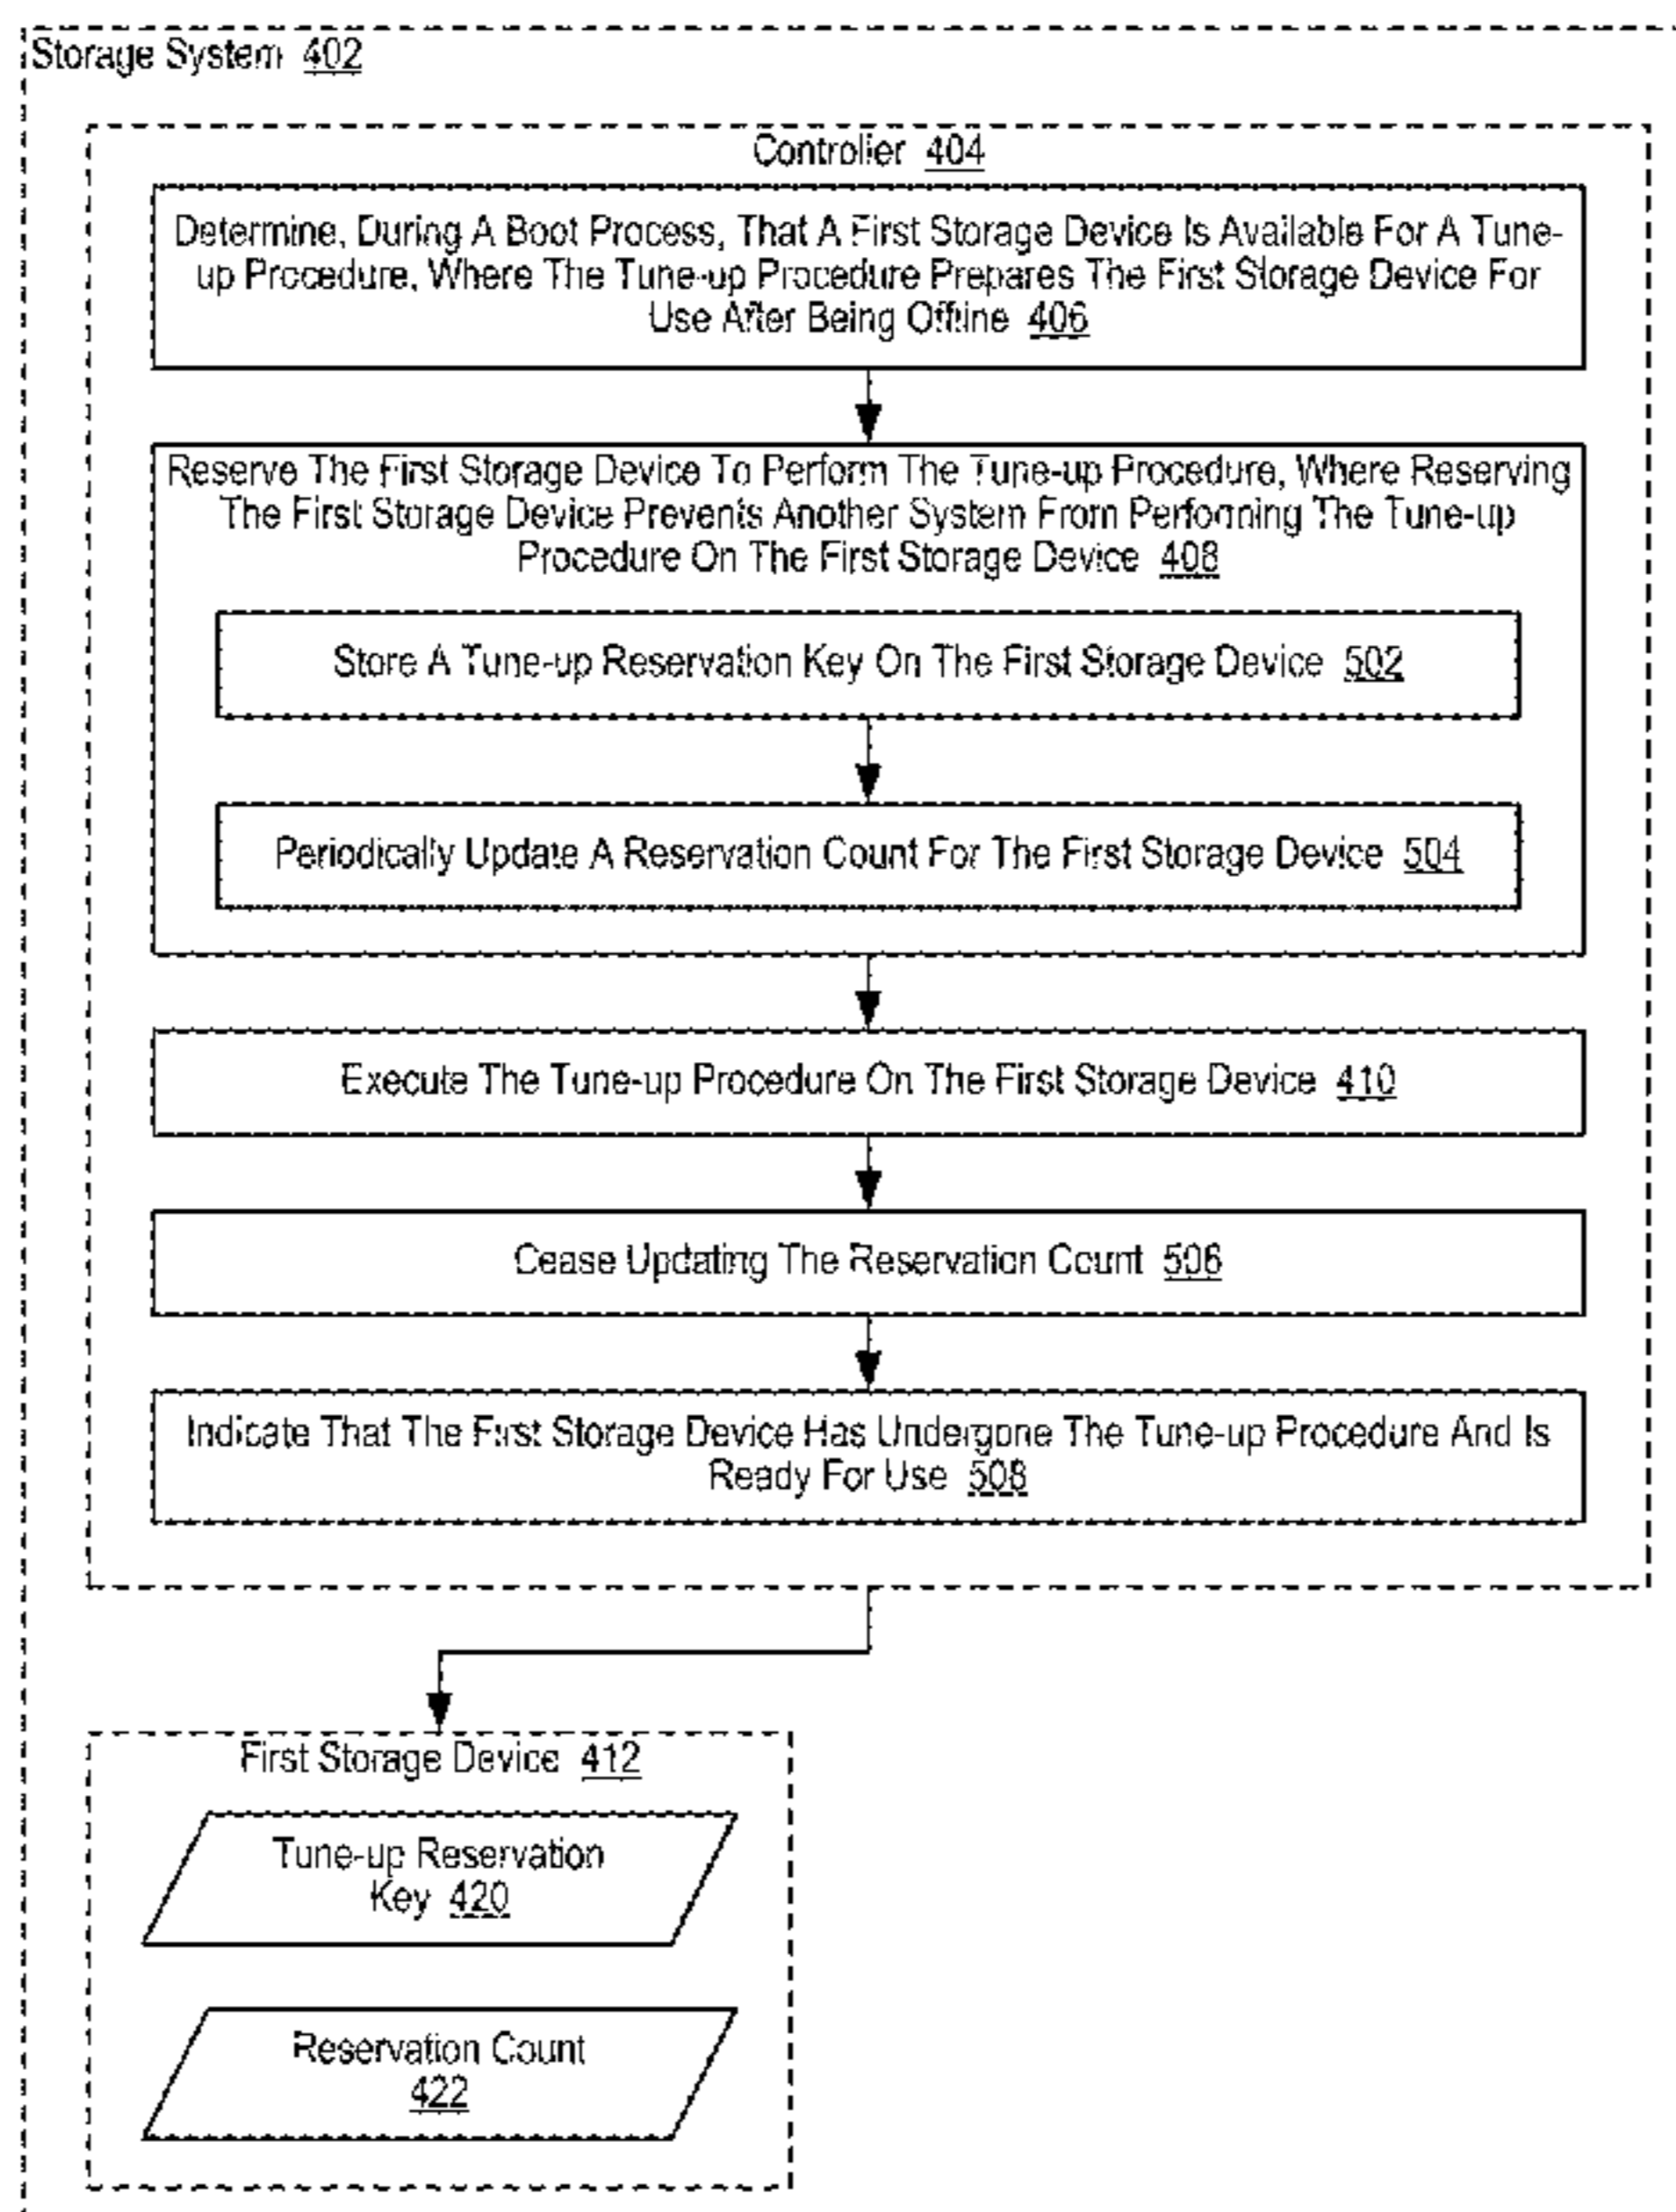 Storage System 402
Controller 404
Determine, During A Boot Process, That A First Storage Device Is Available For A Tune-
up Procedure, Where The Tune-up Procedure Prepares The First Storage Device For
Use After Being Offline 406
Reserve The First Storage Device To Perform The Tune-up Procedure, Where Reserving
The First Storage Device Prevents Another System From Performing The Tune-up
Procedure On The First Storage Device 408
Store A Tune-up Reservation Key On The First Storage Device 502
Periodically Update A Reservation Count For The First Storage Device 504
Execute The Tune-up Procedure On The First Storage Device 410
Cease Updating The Reservation Count 506
Indicate That The First Storage Device Has Undergone The Tune-up Procedure And Is
Ready For Use 508
First Storage Device 412
Tune-up Reservation
Key 420
Reservation Count
422